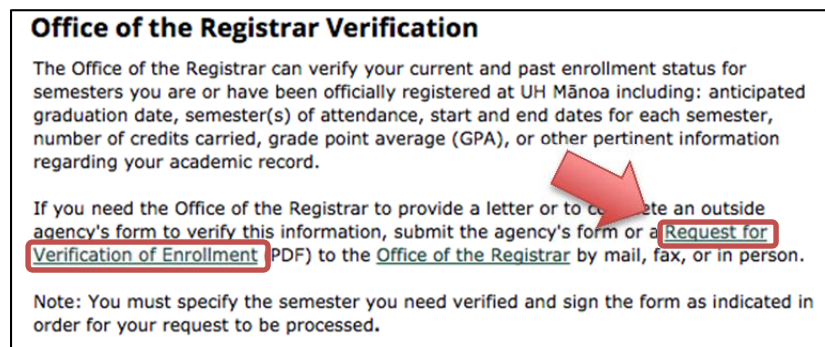 Office of the Registrar Verification
The Office of the Registrar can verify your current and past enrollment status for
semesters you are or have been officially registered at UH Mānoa including: anticipated
graduation date, semester(s) of attendance, start and end dates for each semester,
number of credits carried, grade point average (GPA), or other pertinent information
regarding your academic record.
If you need the Office of the Registrar to provide a letter or to an outside
agency's form to verify this information, submit the agency's form or a Request for
Verification of Enrollment (PDF) to the Office of the Registrar by mail, fax, or in person.
Note: You must specify the semester you need verified and sign the form as indicated in
order for your request to be processed.